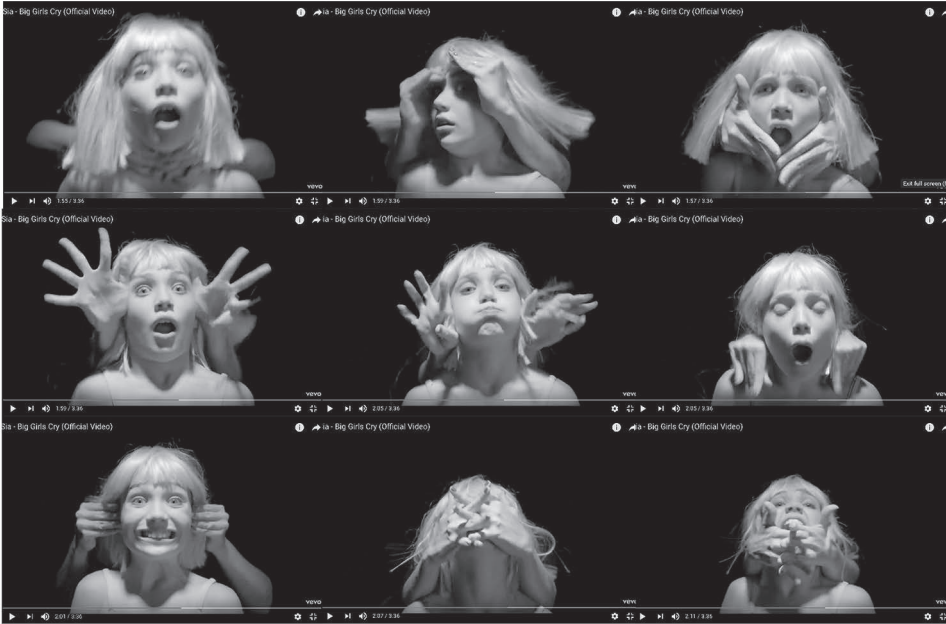 Sia - Big Girls Cry (Official Video)
ia - Big Girls Cry (Official Video)
ia - Big Girls Cry (Official Video)
Exit full screen (
vevo
vevo
1:55 / 3:36
1:59 / 3:36
1:57 / 3:36
Sia - Big Girls Cry (Official Video)
ia - Big Girls Cry (Official Video)
ia - Big Girls Cry (Official Video)
vevo
vevo
1:59 / 3:36
2:05 / 3:36
2:05 / 3:36
Sia - Big Girls Cry (Official Video)
ia - Big Girls Cry (Official Video)
ia - Big Girls Cry (Official Video)
vevo
2:01 / 3:36
2:07 / 3:36
2:11 / 3:36